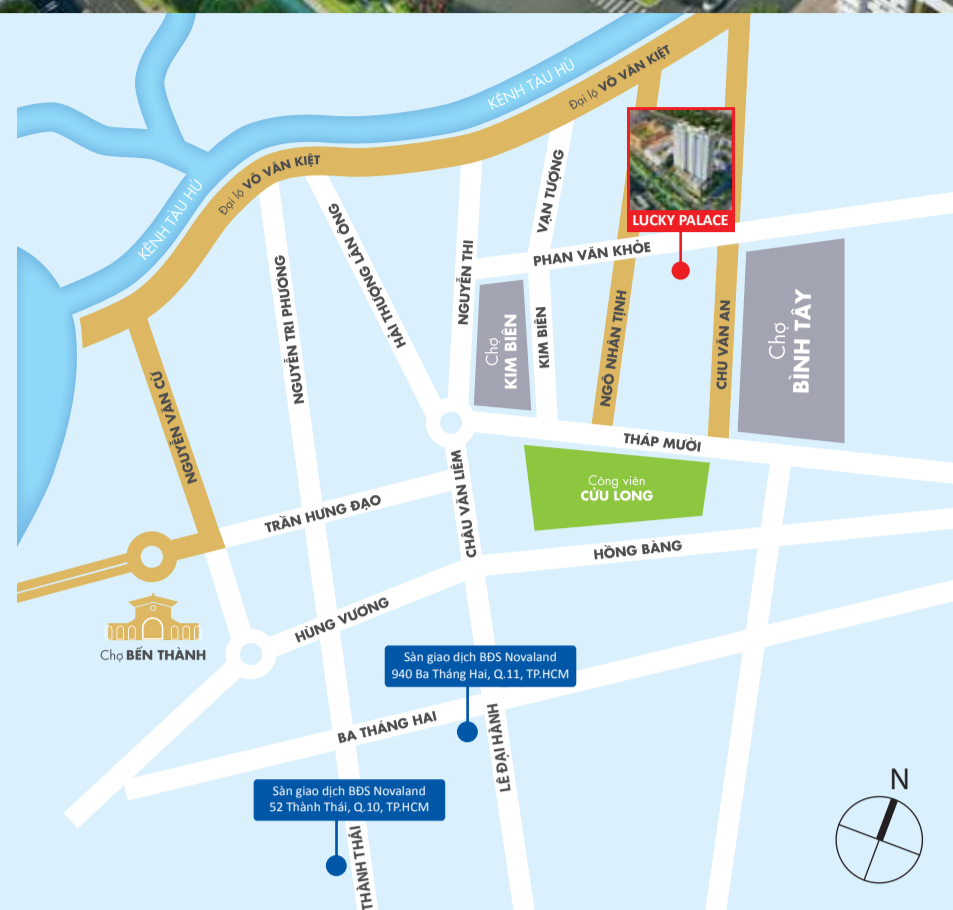 KÊNH TÀU HỦ
Đại lộ VÕ VĂN KIỆT
LUCKY PALACE
Đại lộ VÕ VĂN KIỆT
KÊNH TÀU HỦ
VẠN TƯỢNG
PHAN VĂN KHỎE
HẢI THƯỢNG LÃN ÔNG
NGUYỄN THI
NGUYỄN TRI PHƯƠNG
Chợ
KIM BIÊN
KIM BIÊN
NGÔ NHÂN TỊNH
CHU VĂN AN
Chợ
BÌNH TÂY
NGUYỄN VĂN CỪ
THÁP MƯỜI
CHÂU VĂN LIÊM
Công viên
CỬU LONG
TRẦN HƯNG ĐẠO
HỒNG BÀNG
HÙNG VƯƠNG
Chợ BẾN THÀNH
Sàn giao dịch BĐS Novaland
940 Ba Tháng Hai, Q.11, TP.HCM
BA THÁNG HAI
LÊ ĐẠI HÀNH
Sàn giao dịch BĐS Novaland
52 Thành Thái, Q.10, TP.HCM
THÀNH THÁI
N